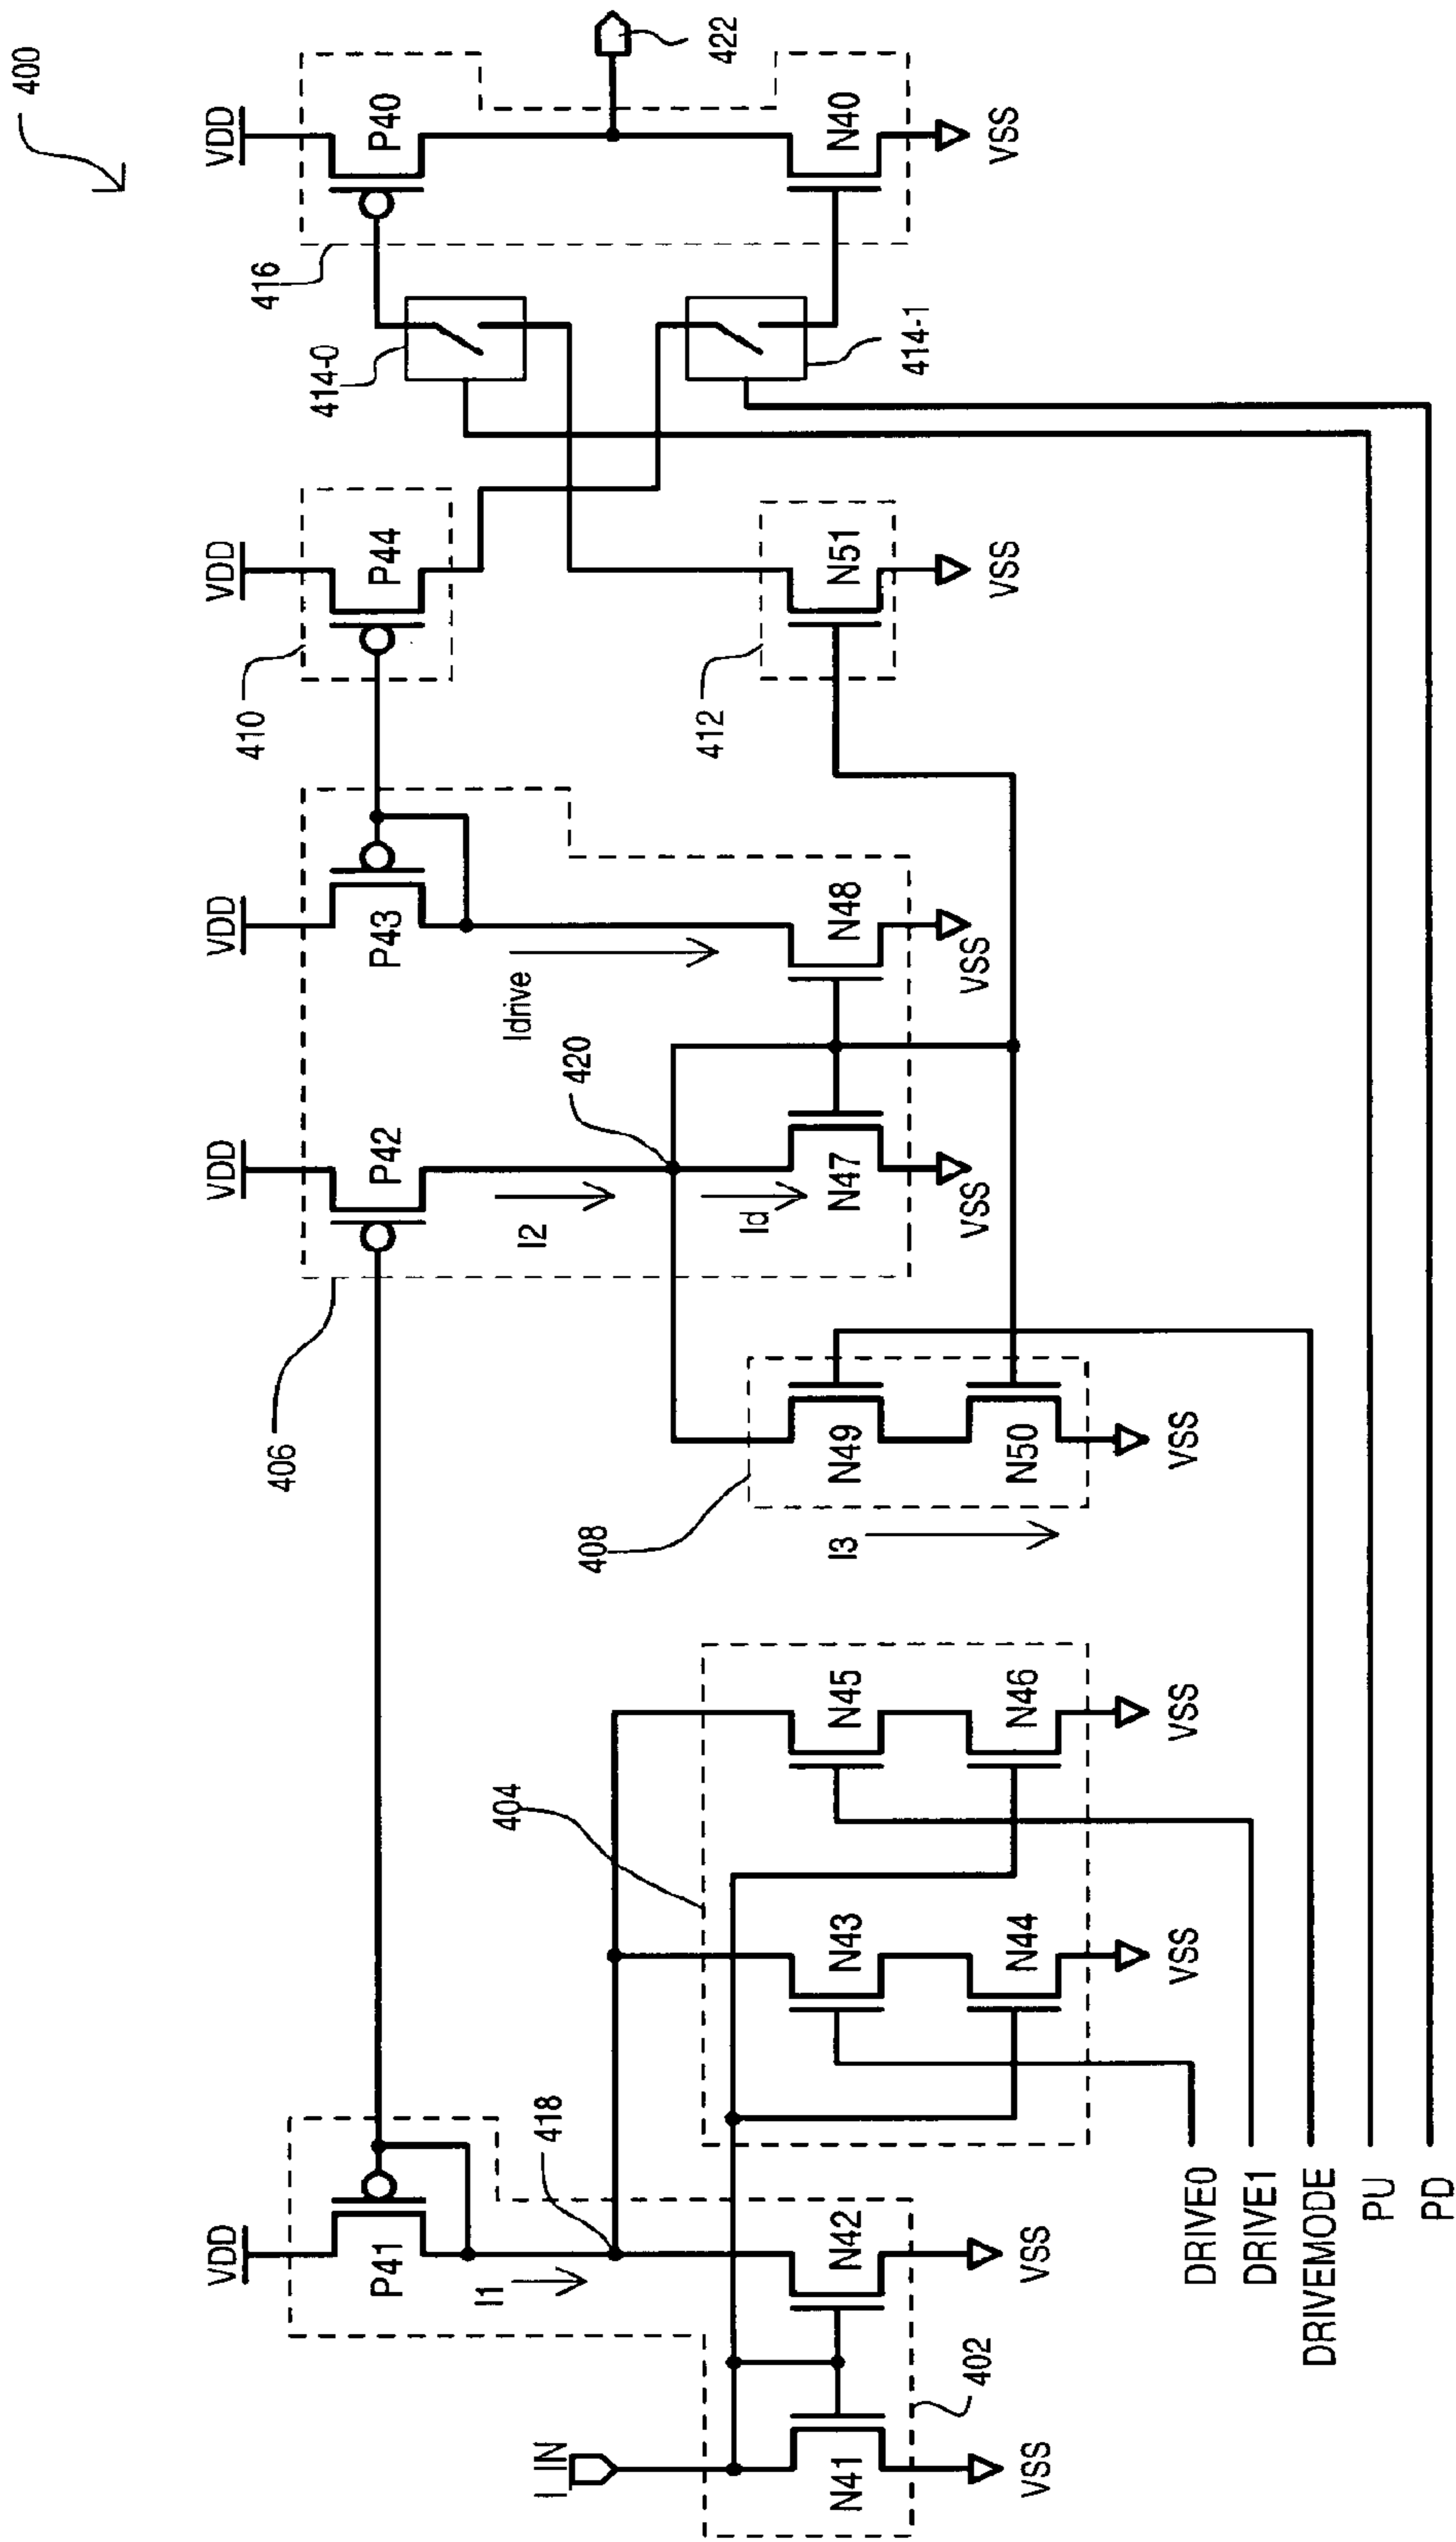 400
VDD
P41
I1
418
I_IN
N41
N42
402
VSS
VSS
404
N43
N44
VSS
N45
N46
VSS
DRIVE0
DRIVE1
DRIVEMODE
PU
PD
406
VDD
P42
I2
420
Id
N47
VSS
408
I3
N49
N50
VSS
VDD
P43
Idrive
N48
VSS
410
VDD
P44
412
N51
VSS
414-0
414-1
416
VDD
P40
N40
VSS
422